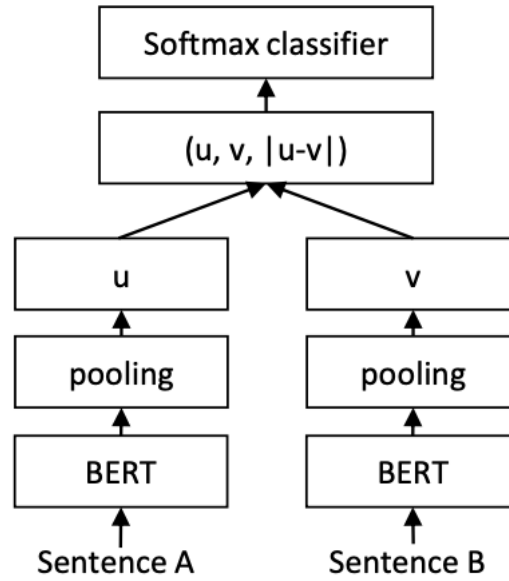 Softmax classifier
(u, v, |u-v|)
u
v
pooling
pooling
BERT
BERT
Sentence A
Sentence B